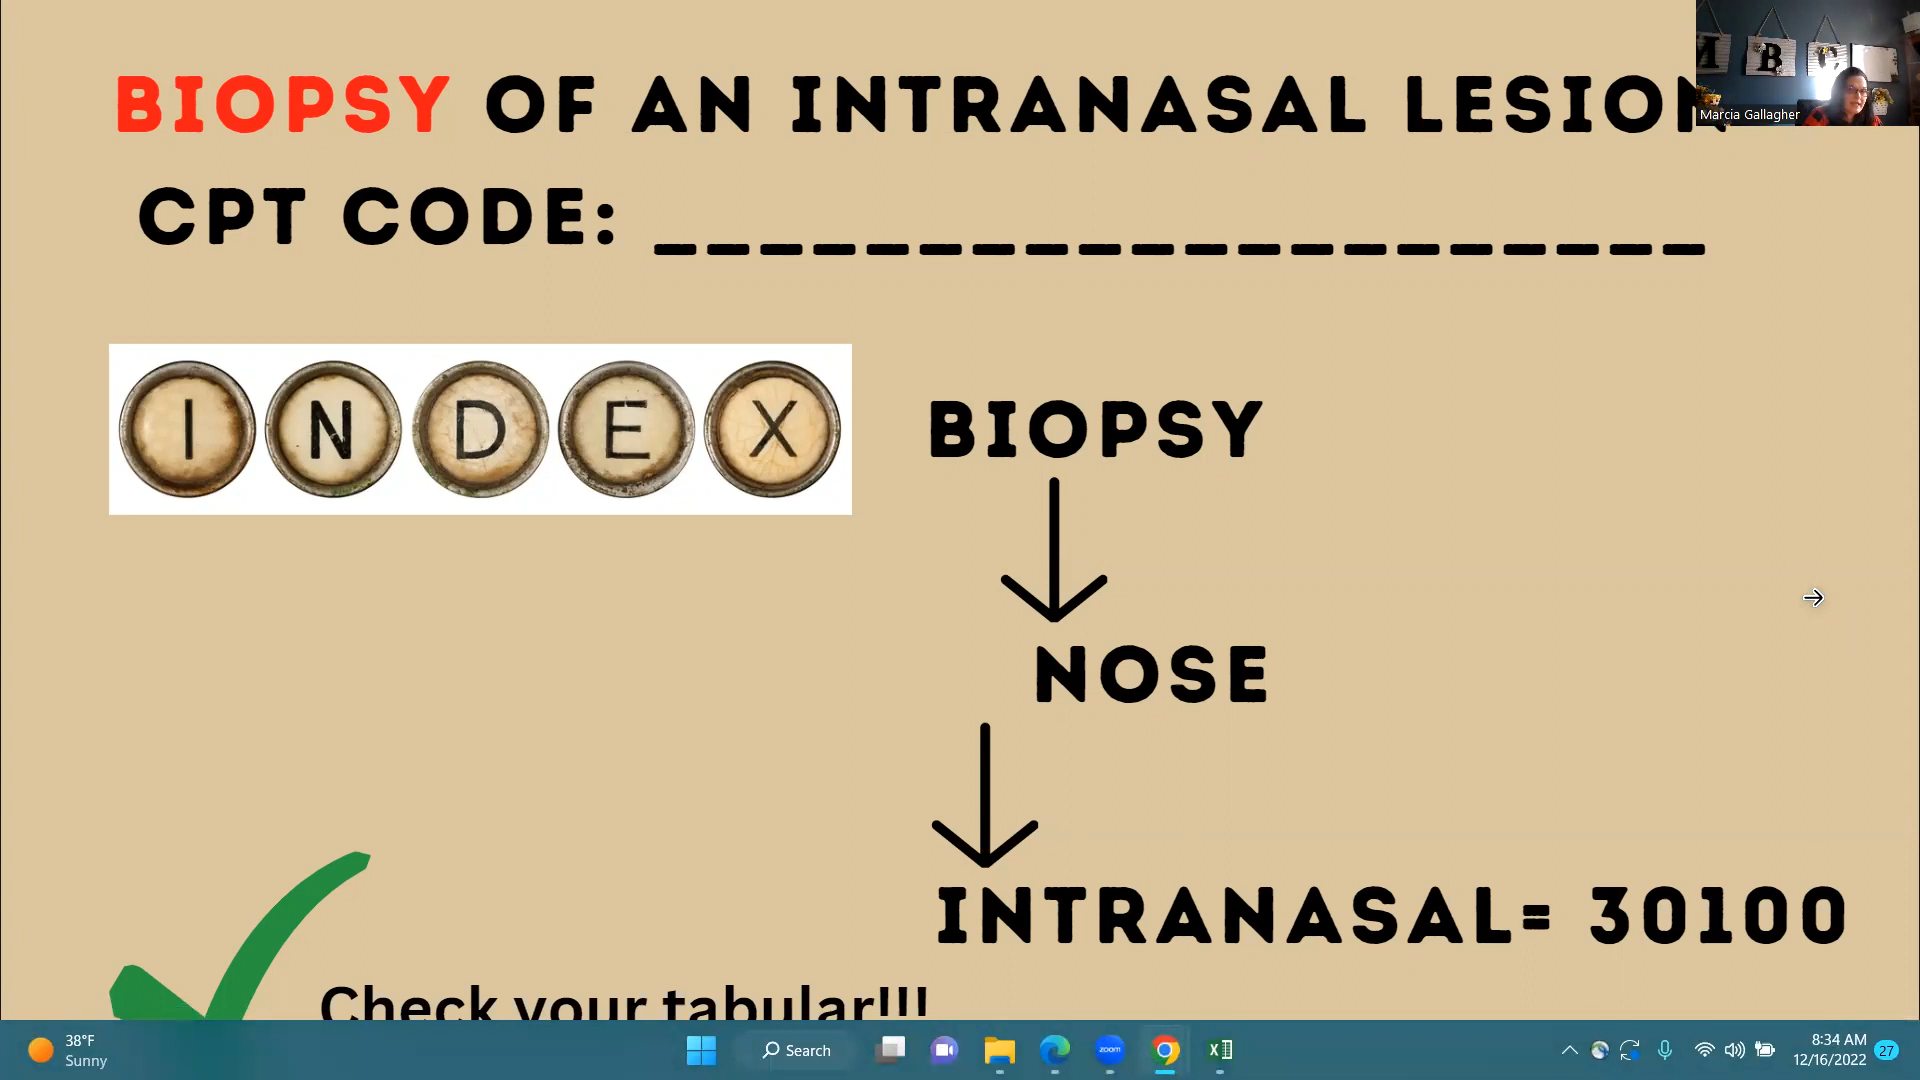 BIOPSY OF AN INTRANASAL LESION
Marcia Gallagher
CPT CODE: _ _ _ _ _ _ _ _ _ _ _ _ _ _ _ _ _ _ _ _
INDEX
BIOPSY
NOSE
INTRANASAL= 30100
Check your tabular!!!
38°F
Sunny
Search
zoom
8:34 AM
12/16/2022
27